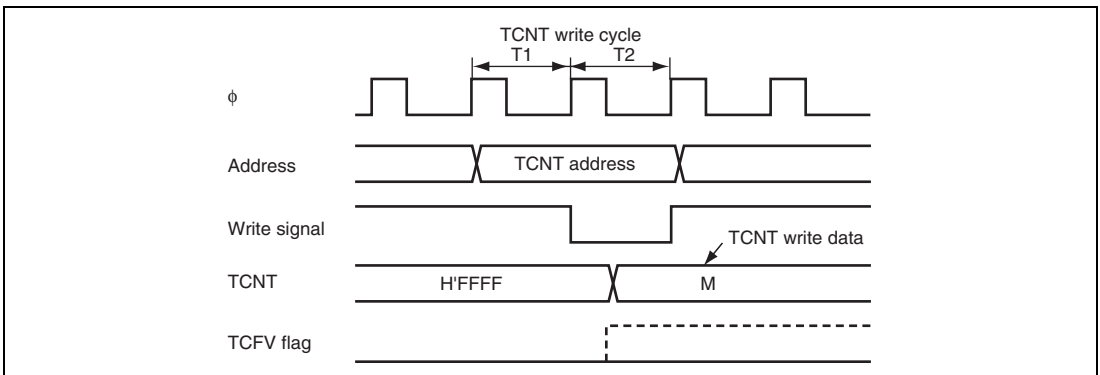 TCNT write cycle
T1 T2
ϕ
Address TCNT address
Write signal
TCNT write data
TCNT H'FFFF M
TCFV flag